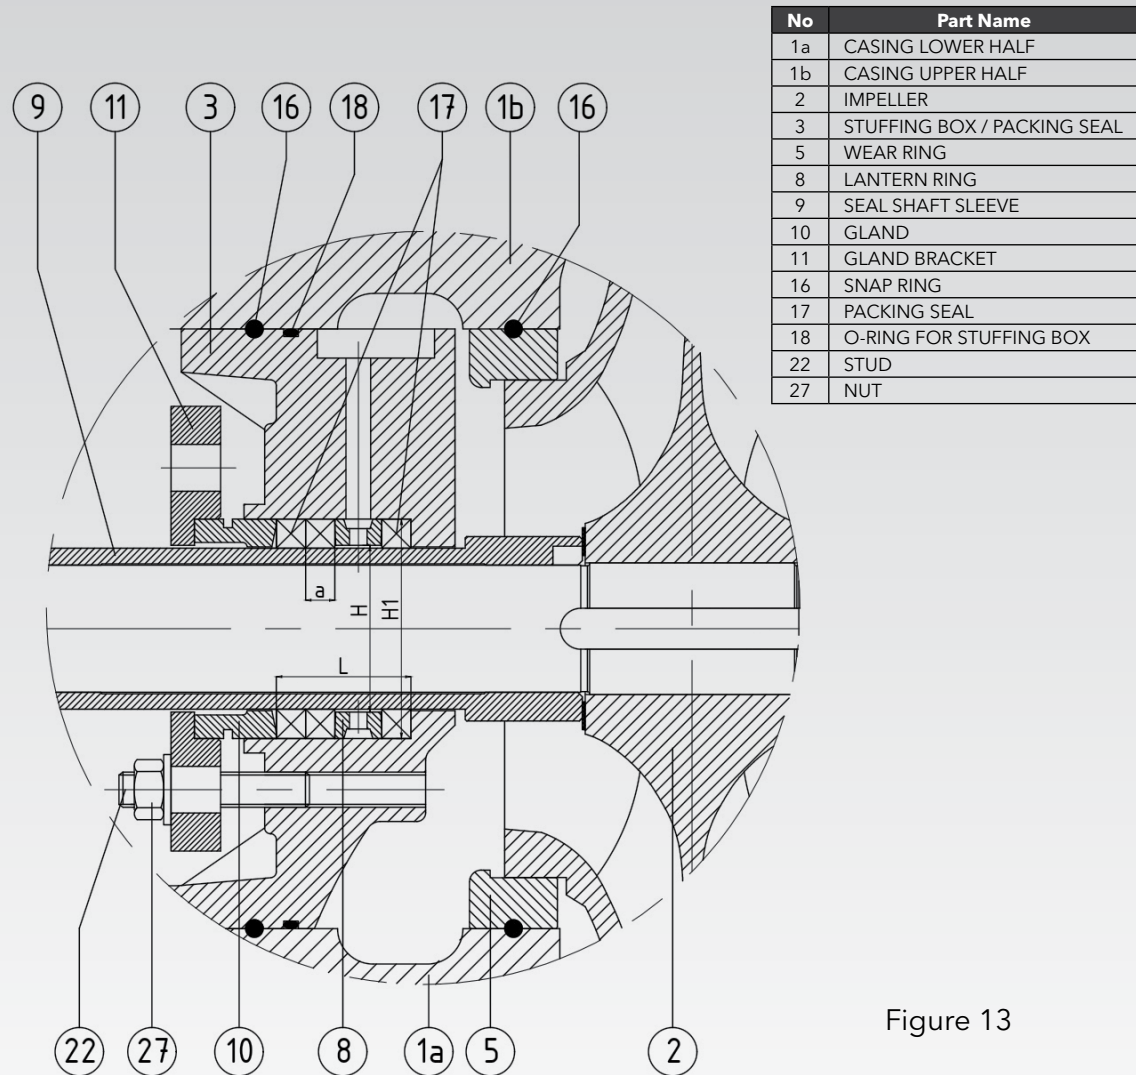 No Part Name
1a CASING LOWER HALF
1b CASING UPPER HALF
2 IMPELLER
3 STUFFING BOX / PACKING SEAL
5 WEAR RING
8 LANTERN RING
9 SEAL SHAFT SLEEVE
10 GLAND
11 GLAND BRACKET
16 SNAP RING
17 PACKING SEAL
18 O-RING FOR STUFFING BOX
22 STUD
27 NUT
9 11 3 16 18 17 1b 16
a
H
H1
L
22 27 10 8 1a 5 2
Figure 13